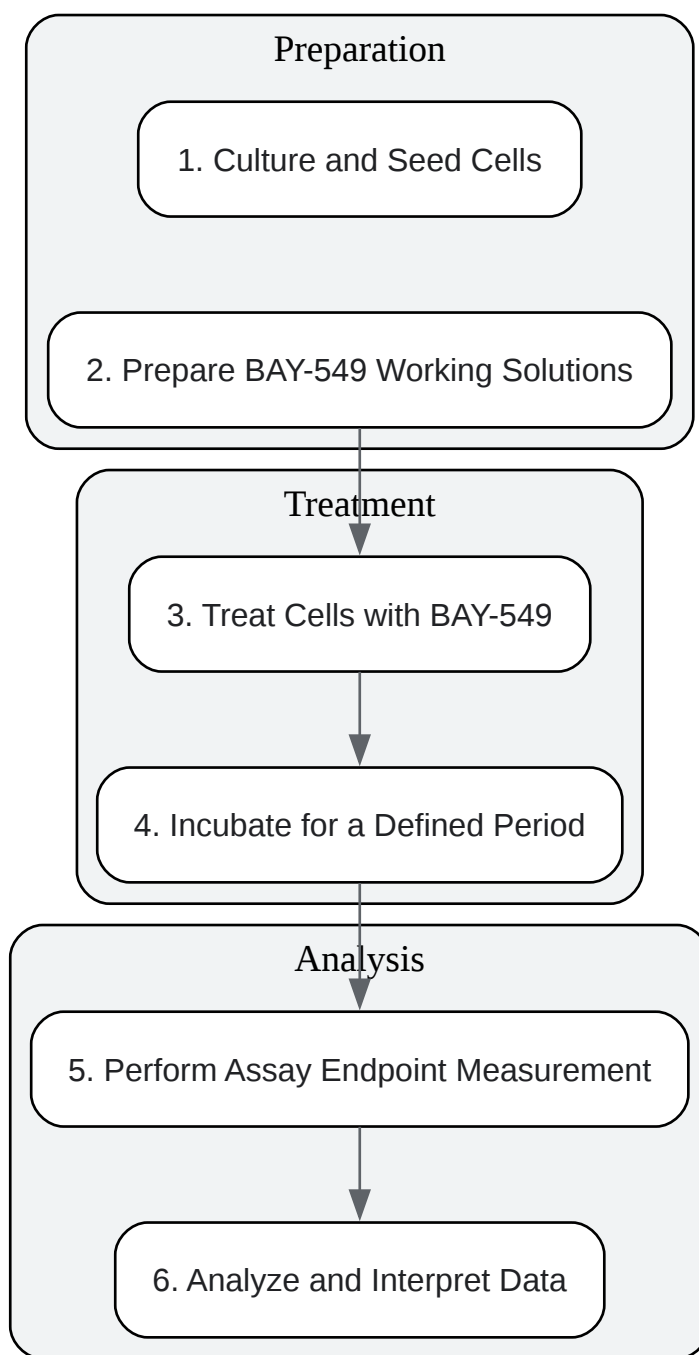 Preparation
1. Culture and Seed Cells
2. Prepare BAY-549 Working Solutions
Treatment
3. Treat Cells with BAY-549
4. Incubate for a Defined Period
Analysis
5. Perform Assay Endpoint Measurement
6. Analyze and Interpret Data